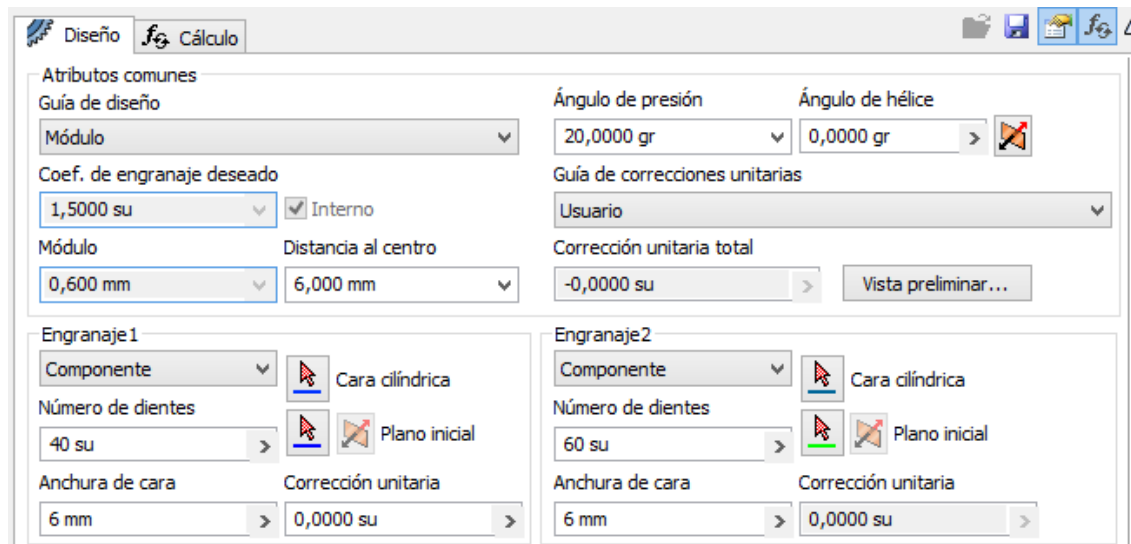 Diseño
fG Cálculo
Atributos comunes
Guía de diseño
Ángulo de presión
Ángulo de hélice
Módulo
20,0000 gr
0,0000 gr
Coef. de engranaje deseado
Guía de correcciones unitarias
1,5000 su
Interno
Usuario
Módulo
Distancia al centro
Corrección unitaria total
0,600 mm
6,000 mm
-0,0000 su
Vista preliminar...
Engranaje1
Engranaje2
Componente
Cara cilíndrica
Componente
Cara cilíndrica
Número de dientes
Plano inicial
Número de dientes
Plano inicial
40 su
60 su
Anchura de cara
Corrección unitaria
Anchura de cara
Corrección unitaria
6 mm
0,0000 su
6 mm
0,0000 su